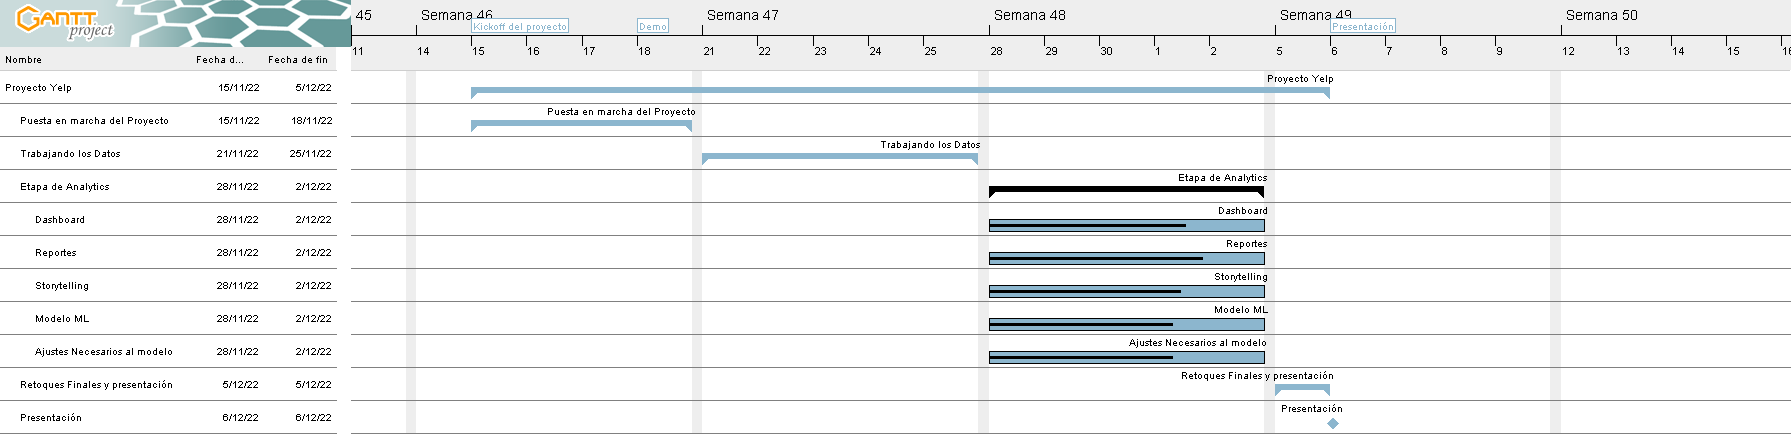 GANTT
project
45
Semana 46
Semana 47
Semana 48
Semana 49
Semana 50
Kickoff del proyecto
Demo
Presentación
11 14 15 16 17 18 21 22 23 24 25 28 29 30 1 2 5 6 7 8 9 12 13 14 15 16
Nombre Fecha d... Fecha de fin
Proyecto Yelp 15/11/22 5/12/22
Proyecto Yelp
Puesta en marcha del Proyecto 15/11/22 18/11/22
Puesta en marcha del Proyecto
Trabajando los Datos 21/11/22 25/11/22
Trabajando los Datos
Etapa de Analytics 28/11/22 2/12/22
Etapa de Analytics
Dashboard 28/11/22 2/12/22
Dashboard
Reportes 28/11/22 2/12/22
Reportes
Storytelling 28/11/22 2/12/22
Storytelling
Modelo ML 28/11/22 2/12/22
Modelo ML
Ajustes Necesarios al modelo 28/11/22 2/12/22
Ajustes Necesarios al modelo
Retoques Finales y presentación 5/12/22 5/12/22
Retoques Finales y presentación
Presentación 6/12/22 6/12/22
Presentación